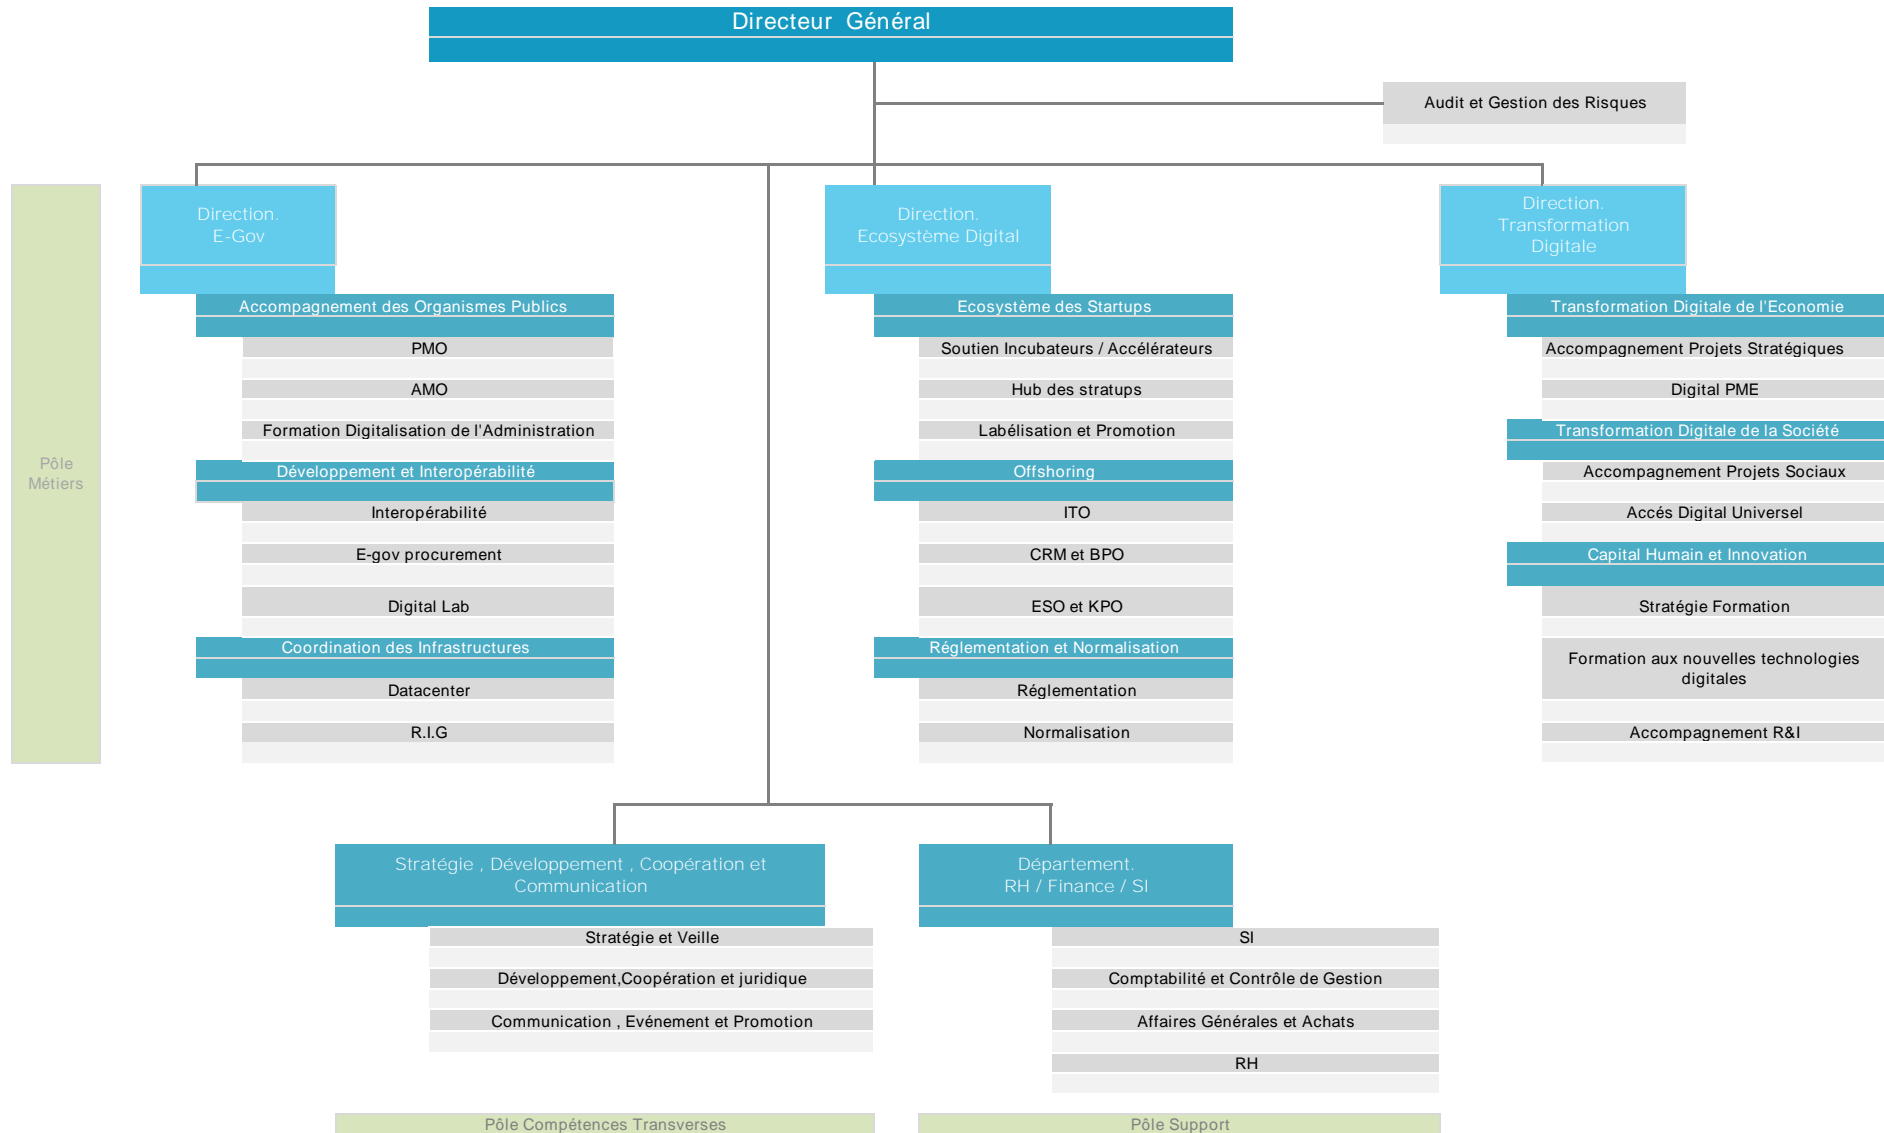 Directeur Général
Audit et Gestion des Risques
Pôle
Métiers
Direction.
E-Gov
Accompagnement des Organismes Publics
PMO
AMO
Formation Digitalisation de l'Administration
Développement et Interopérabilité
Interopérabilité
E-gov procurement
Digital Lab
Coordination des Infrastructures
Datacenter
R.I.G
Direction.
Ecosystème Digital
Ecosystème des Startups
Soutien Incubateurs / Accélérateurs
Hub des stratups
Labélisation et Promotion
Offshoring
ITO
CRM et BPO
ESO et KPO
Réglementation et Normalisation
Réglementation
Normalisation
Direction.
Transformation
Digitale
Transformation Digitale de l'Economie
Accompagnement Projets Stratégiques
Digital PME
Transformation Digitale de la Société
Accompagnement Projets Sociaux
Accés Digital Universel
Capital Humain et Innovation
Stratégie Formation
Formation aux nouvelles technologies
digitales
Accompagnement R&I
Stratégie , Développement , Coopération et
Communication
Stratégie et Veille
Développement,Coopération et juridique
Communication , Evénement et Promotion
Pôle Compétences Transverses
Département.
RH / Finance / SI
SI
Comptabilité et Contrôle de Gestion
Affaires Générales et Achats
RH
Pôle Support